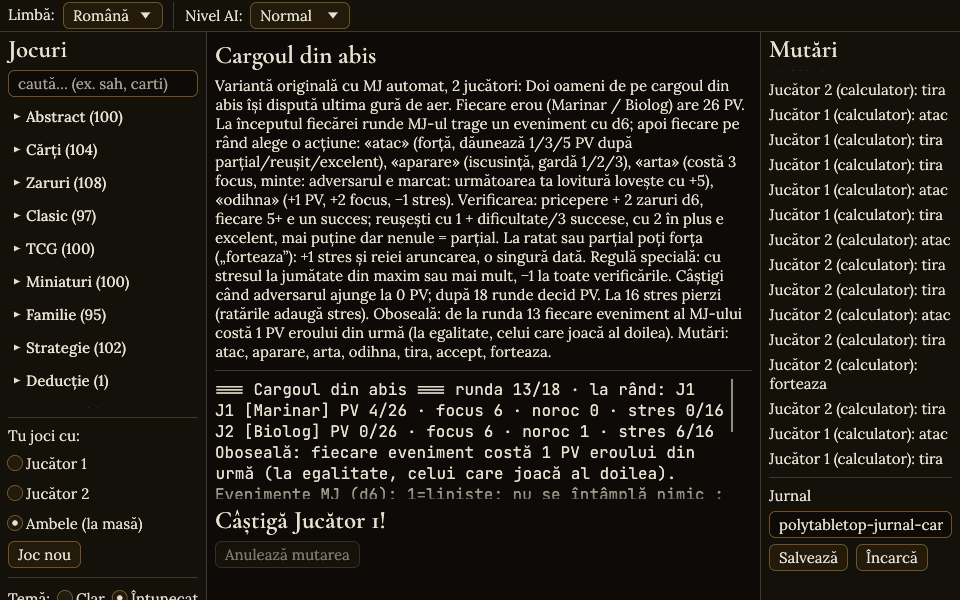 Limbă:
Română
Nivel AI:
Normal
Jocuri
caută... (ex. sah, carti)
Abstract (100)
Cărți (104)
Zaruri (108)
Clasic (97)
TCG (100)
Miniaturi (100)
Familie (95)
Strategie (102)
Deducție (1)
Tu joci cu:
Jucător 1
Jucător 2
Ambele (la masă)
Joc nou
Temă: Clar Întunecat
Cargoul din abis
Variantă originală cu MJ automat, 2 jucători: Doi oameni de pe cargoul din
abis își dispută ultima gură de aer. Fiecare erou (Marinar / Biolog) are 26 PV.
La începutul fiecărei runde MJ-ul trage un eveniment cu d6; apoi fiecare pe
rând alege o acțiune: «atac» (forță, dăunează 1/3/5 PV după
parțial/reușit/excelent), «aparare» (iscusință, gardă 1/2/3), «arta» (costă 3
focus, minte: adversarul e marcat: următoarea ta lovitură lovește cu +5),
«odihna» (+1 PV, +2 focus, −1 stres). Verificarea: pricepere + 2 zaruri d6,
fiecare 5+ e un succes; reușești cu 1 + dificultate/3 succese, cu 2 în plus e
excelent, mai puține dar nenule = parțial. La ratat sau parțial poți forța
(„forteaza”): +1 stres și reiei aruncarea, o singură dată. Regulă specială: cu
stresul la jumătate din maxim sau mai mult, −1 la toate verificările. Câștigi
când adversarul ajunge la 0 PV; după 18 runde decid PV. La 16 stres pierzi
(ratările adaugă stres). Oboseală: de la runda 13 fiecare eveniment al MJ-ului
costă 1 PV eroului din urmă (la egalitate, celui care joacă al doilea). Mutări:
atac, aparare, arta, odihna, tira, accept, forteaza.
═══ Cargoul din abis ═══ runda 13/18 · la rând: J1
J1 [Marinar] PV 4/26 · focus 6 · noroc 0 · stres 0/16
J2 [Biolog] PV 0/26 · focus 6 · noroc 1 · stres 6/16
Oboseală: fiecare eveniment costă 1 PV eroului din
urmă (la egalitate, celui care joacă al doilea).
Evenimente MJ (d6): 1=liniste: nu se întâmplă nimic ;
Câștigă Jucător 1!
Anulează mutarea
Mutări
Jucător 2 (calculator): tira
Jucător 1 (calculator): atac
Jucător 1 (calculator): tira
Jucător 1 (calculator): tira
Jucător 1 (calculator): atac
Jucător 1 (calculator): tira
Jucător 2 (calculator): atac
Jucător 2 (calculator): tira
Jucător 2 (calculator): tira
Jucător 2 (calculator): atac
Jucător 2 (calculator): tira
Jucător 2 (calculator):
forteaza
Jucător 2 (calculator): tira
Jucător 1 (calculator): atac
Jucător 1 (calculator): tira
Jurnal
polytabletop-jurnal-car
Salvează
Încarcă